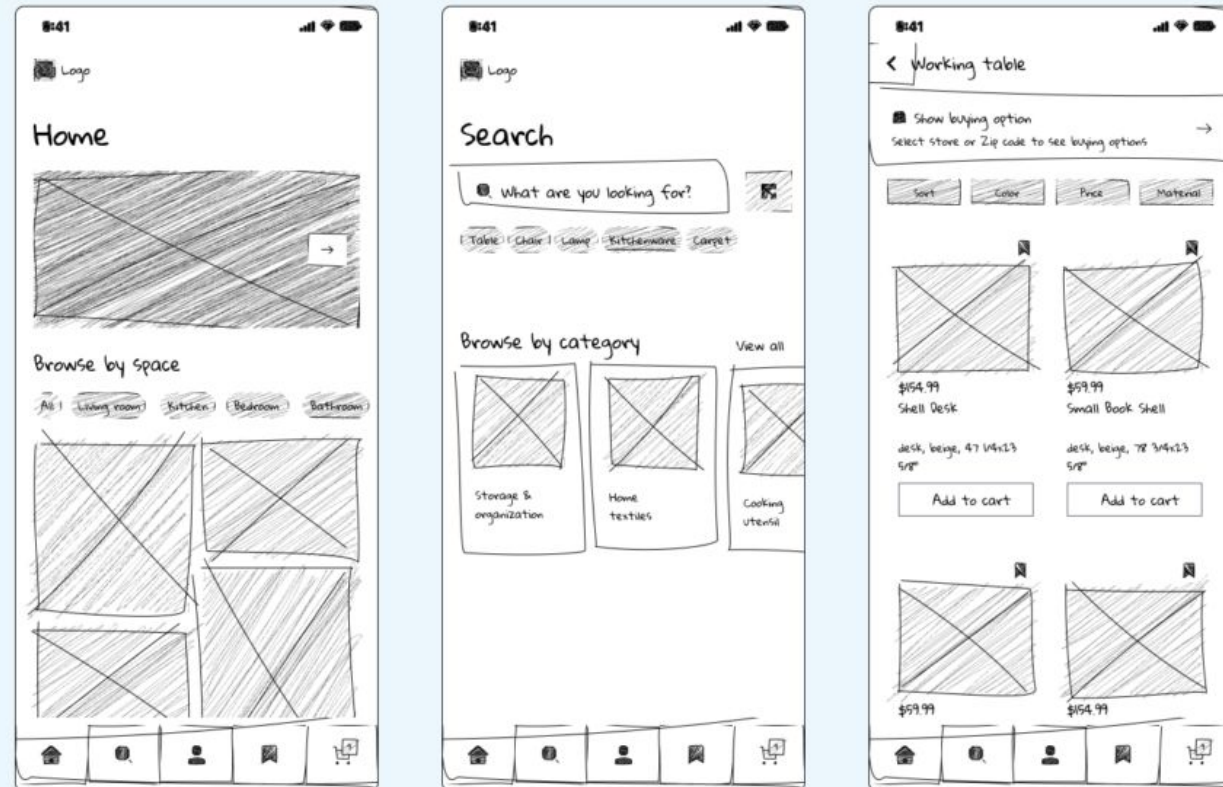 9:41
Logo
Home
Browse by space
All Living room Kitchen Bedroom Bathroom
9:41
Logo
Search
What are you looking for?
Table Chair Lamp Kitchenware Carpet
Browse by category View all
Storage &
organization
Home
textiles
Cooking
utensil
9:41
Working table
Show buying option
Select store or Zip code to see buying options
Sort Color Price Material
$154.99
Shell Desk
desk, beige, 47 1/4x23
5/8"
Add to cart
$59.99
Small Book Shell
desk, beige, 78 3/4x23
5/8"
Add to cart
$59.99
$154.99